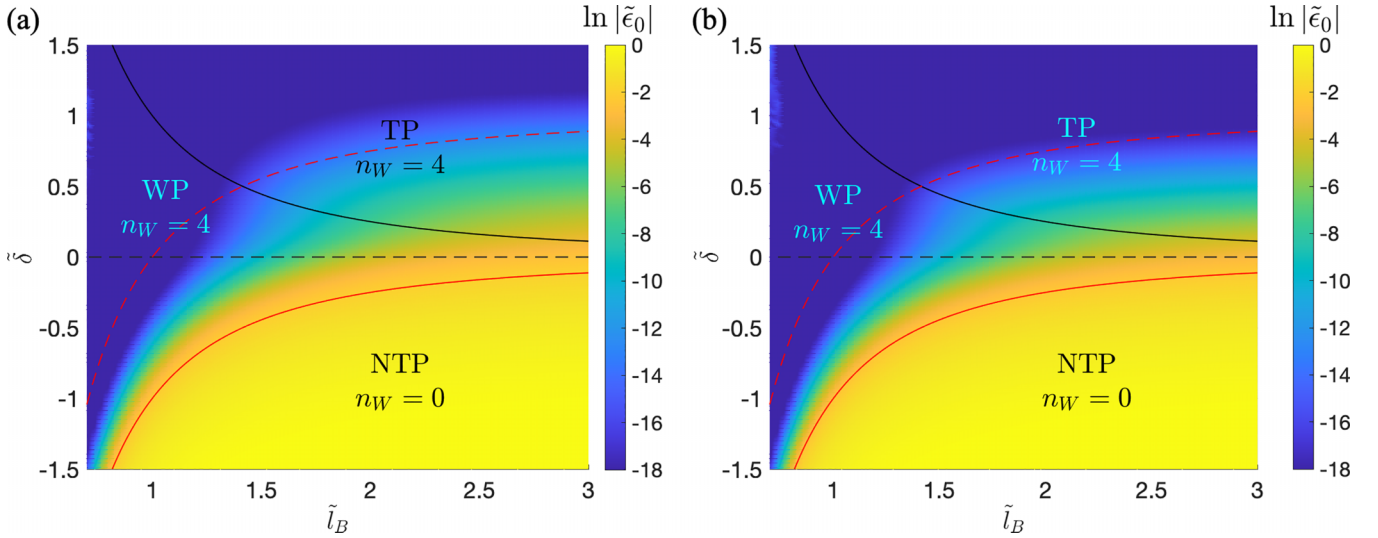 (a)
ln |ϵ̃₀|
1.5
1
0.5
0
-0.5
-1
-1.5
δ̃
TP
n_W = 4
WP
n_W = 4
NTP
n_W = 0
1
1.5
2
2.5
3
l̃_B
0
-2
-4
-6
-8
-10
-12
-14
-16
-18
(b)
ln |ϵ̃₀|
1.5
1
0.5
0
-0.5
-1
-1.5
δ̃
TP
n_W = 4
WP
n_W = 4
NTP
n_W = 0
1
1.5
2
2.5
3
l̃_B
0
-2
-4
-6
-8
-10
-12
-14
-16
-18